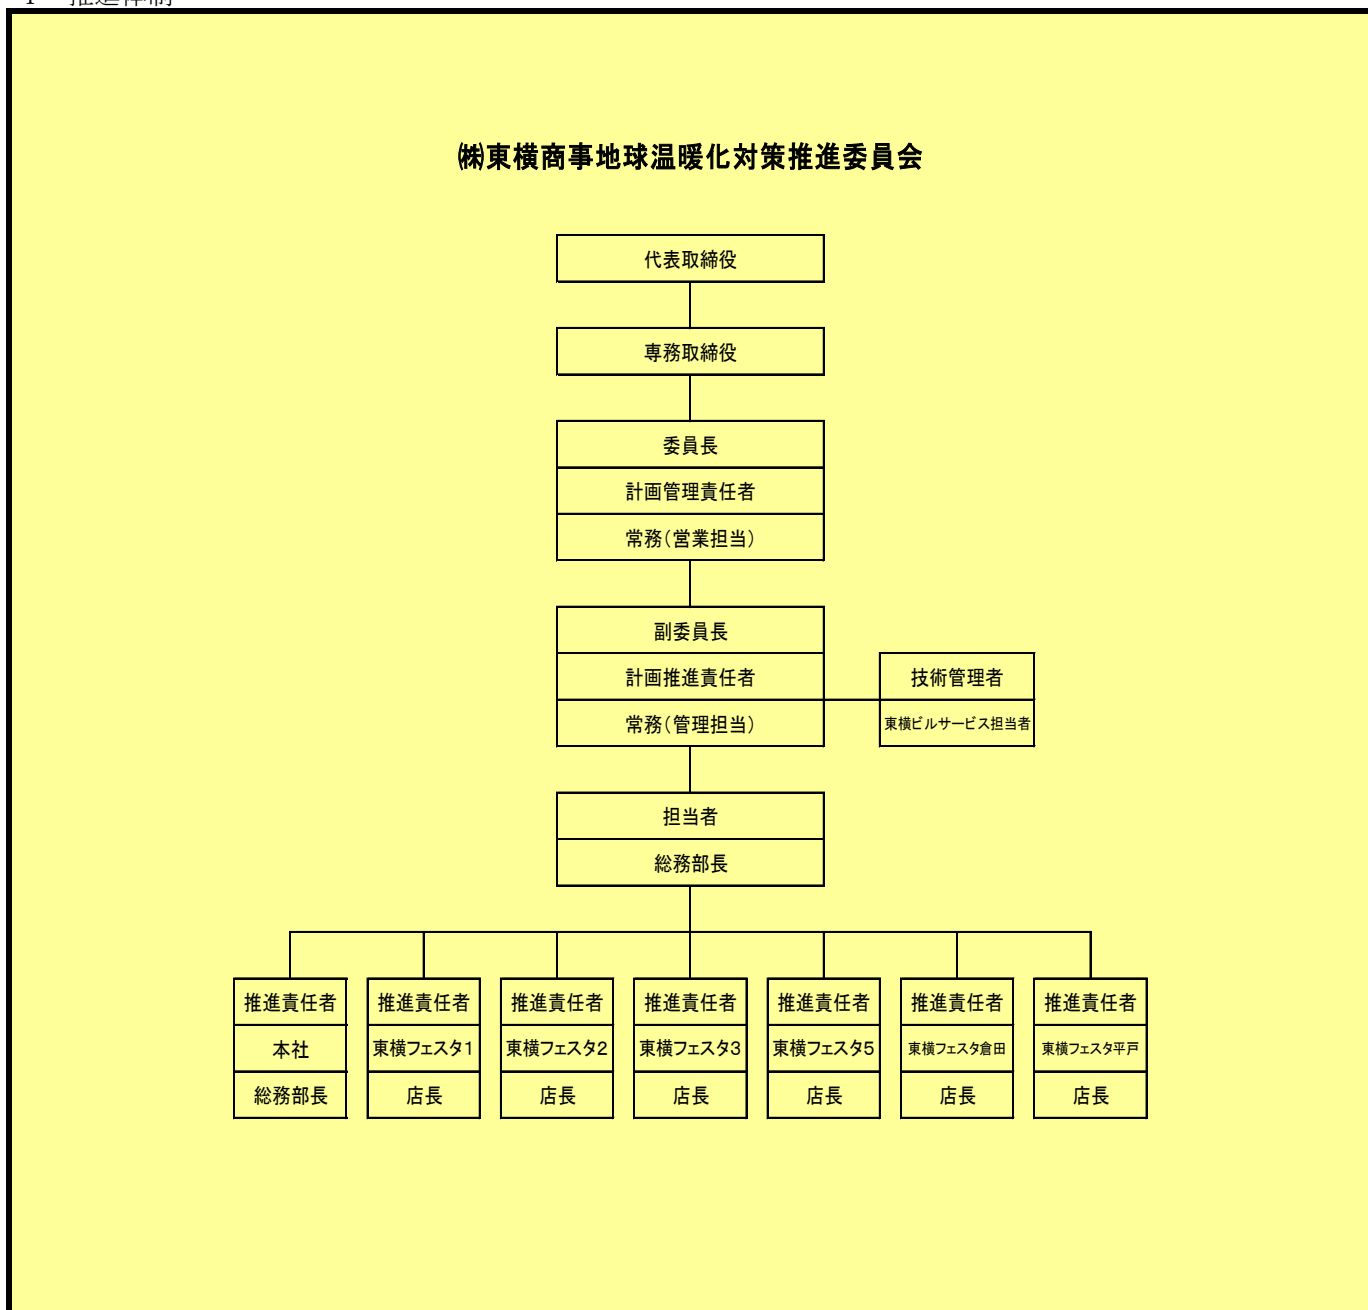 ㈱東横商事地球温暖化対策推進委員会
代表取締役
専務取締役
委員長
計画管理責任者
常務（営業担当）
副委員長
計画推進責任者
常務（管理担当）
技術管理者
東横ビルサービス担当者
担当者
総務部長
推進責任者 推進責任者 推進責任者 推進責任者 推進責任者 推進責任者 推進責任者
本社 東横フェスタ1 東横フェスタ2 東横フェスタ3 東横フェスタ5 東横フェスタ倉田 東横フェスタ平戸
総務部長 店長 店長 店長 店長 店長 店長